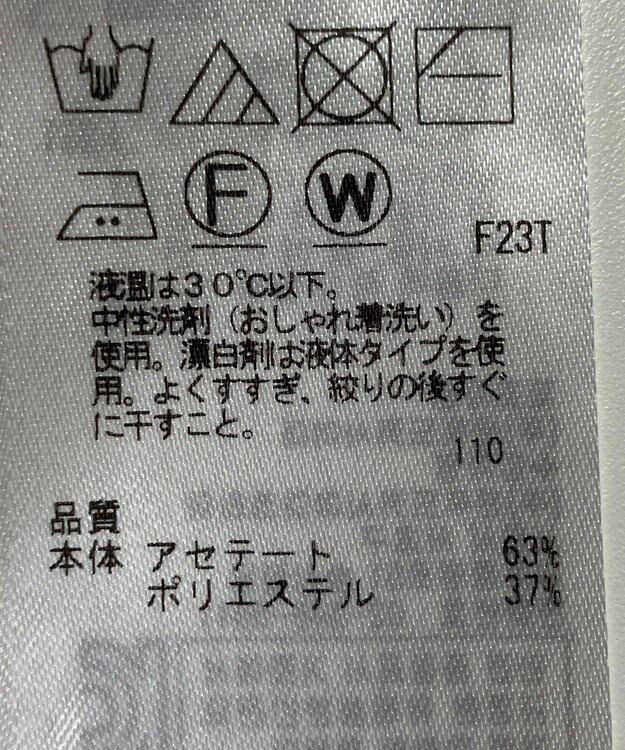 F
W
F23T
液温は30℃以下。
中性洗剤（おしゃれ着洗い）を
使用。漂白剤は液体タイプを使
用。よくすすぎ、絞りの後すぐ
に干すこと。
110
品質
本体 アセテート 63%
ポリエステル 37%